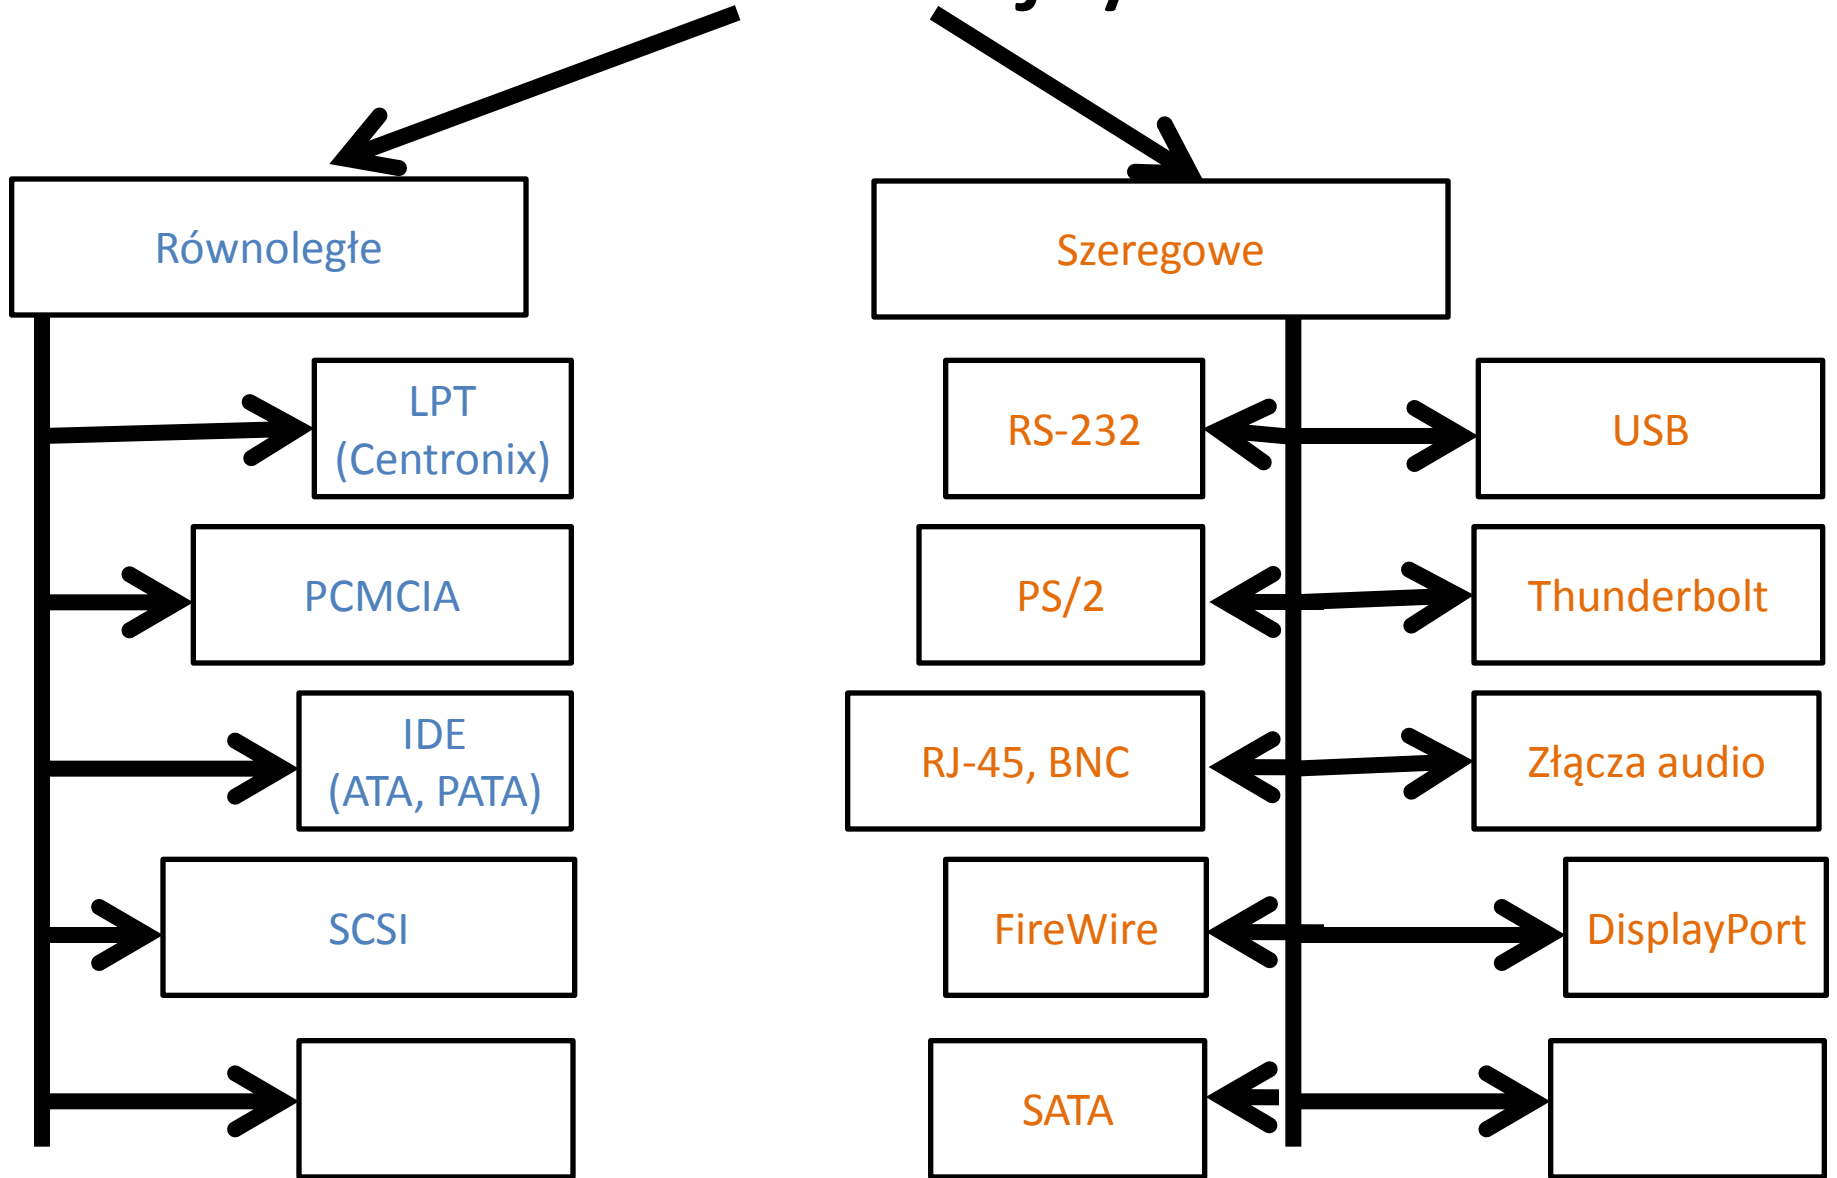 Równoległe
Szeregowe
LPT
(Centronix)
RS-232
USB
PCMCIA
PS/2
Thunderbolt
IDE
(ATA, PATA)
RJ-45, BNC
Złącza audio
SCSI
FireWire
DisplayPort
SATA